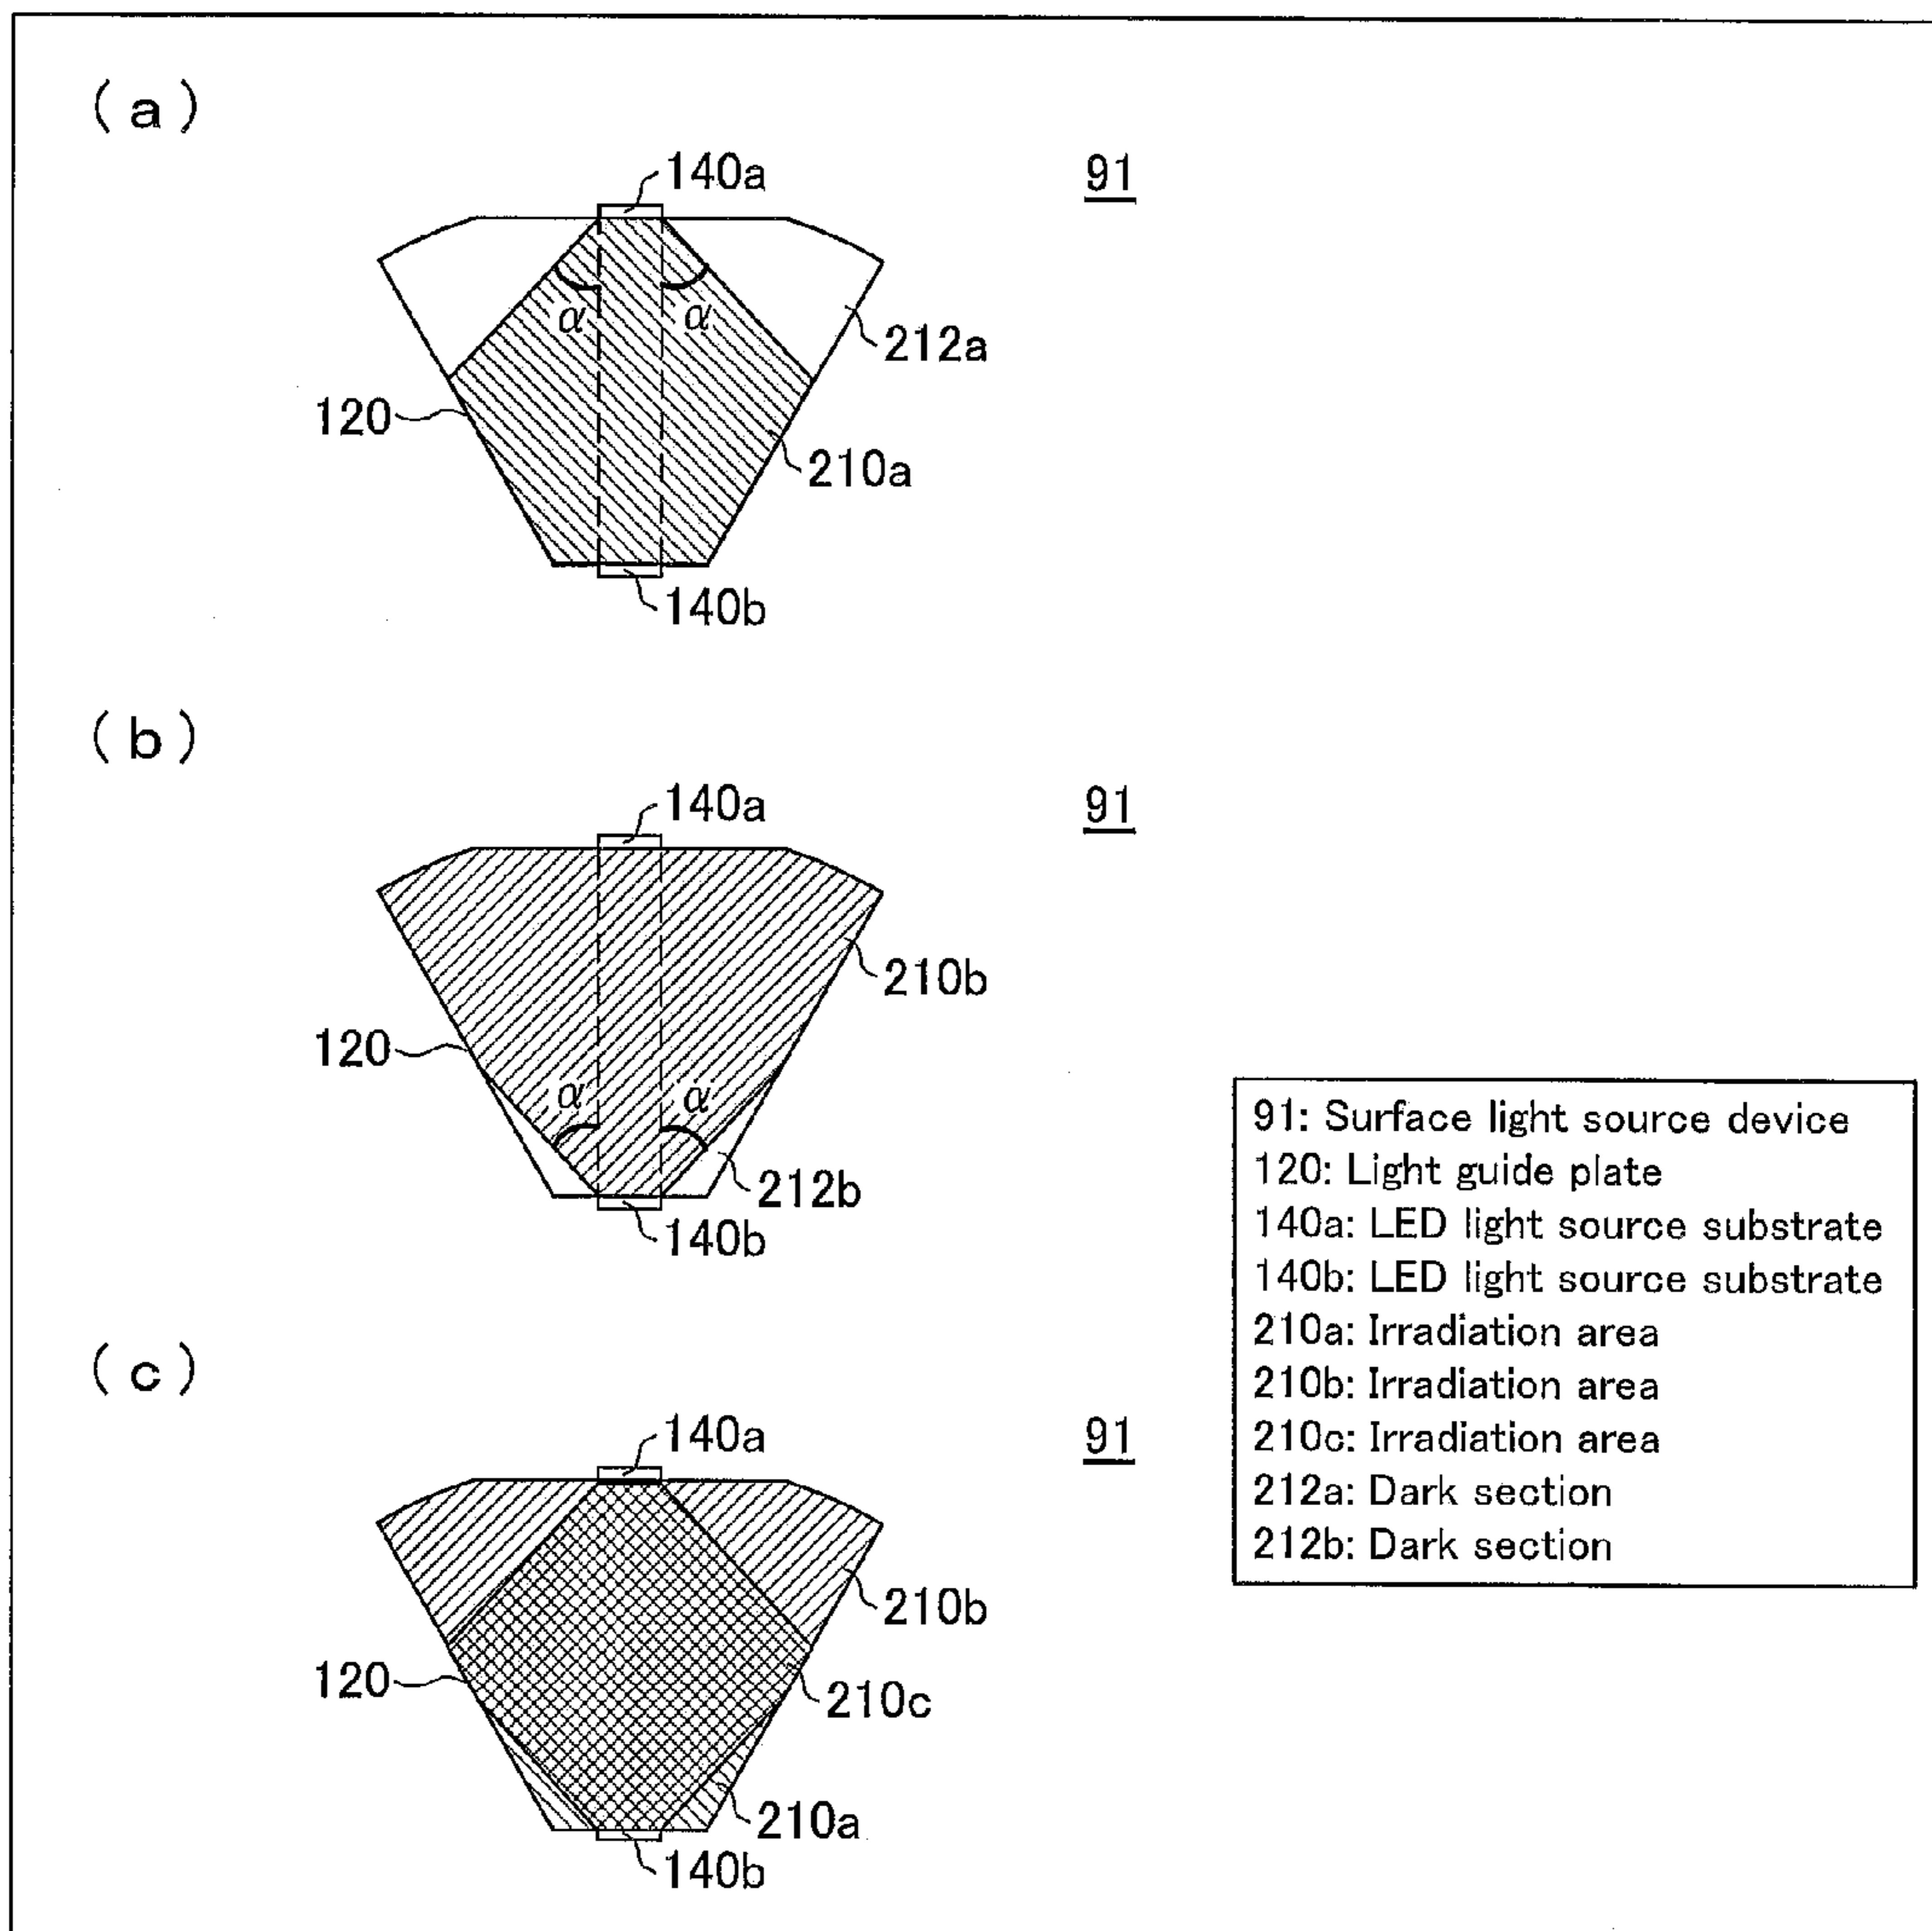 (a)
140a
91
α α
212a
120
210a
140b
(b)
140a
91
210b
120
α α
212b
140b
(c)
140a
91
210b
120
210c
210a
140b
91: Surface light source device
120: Light guide plate
140a: LED light source substrate
140b: LED light source substrate
210a: Irradiation area
210b: Irradiation area
210c: Irradiation area
212a: Dark section
212b: Dark section